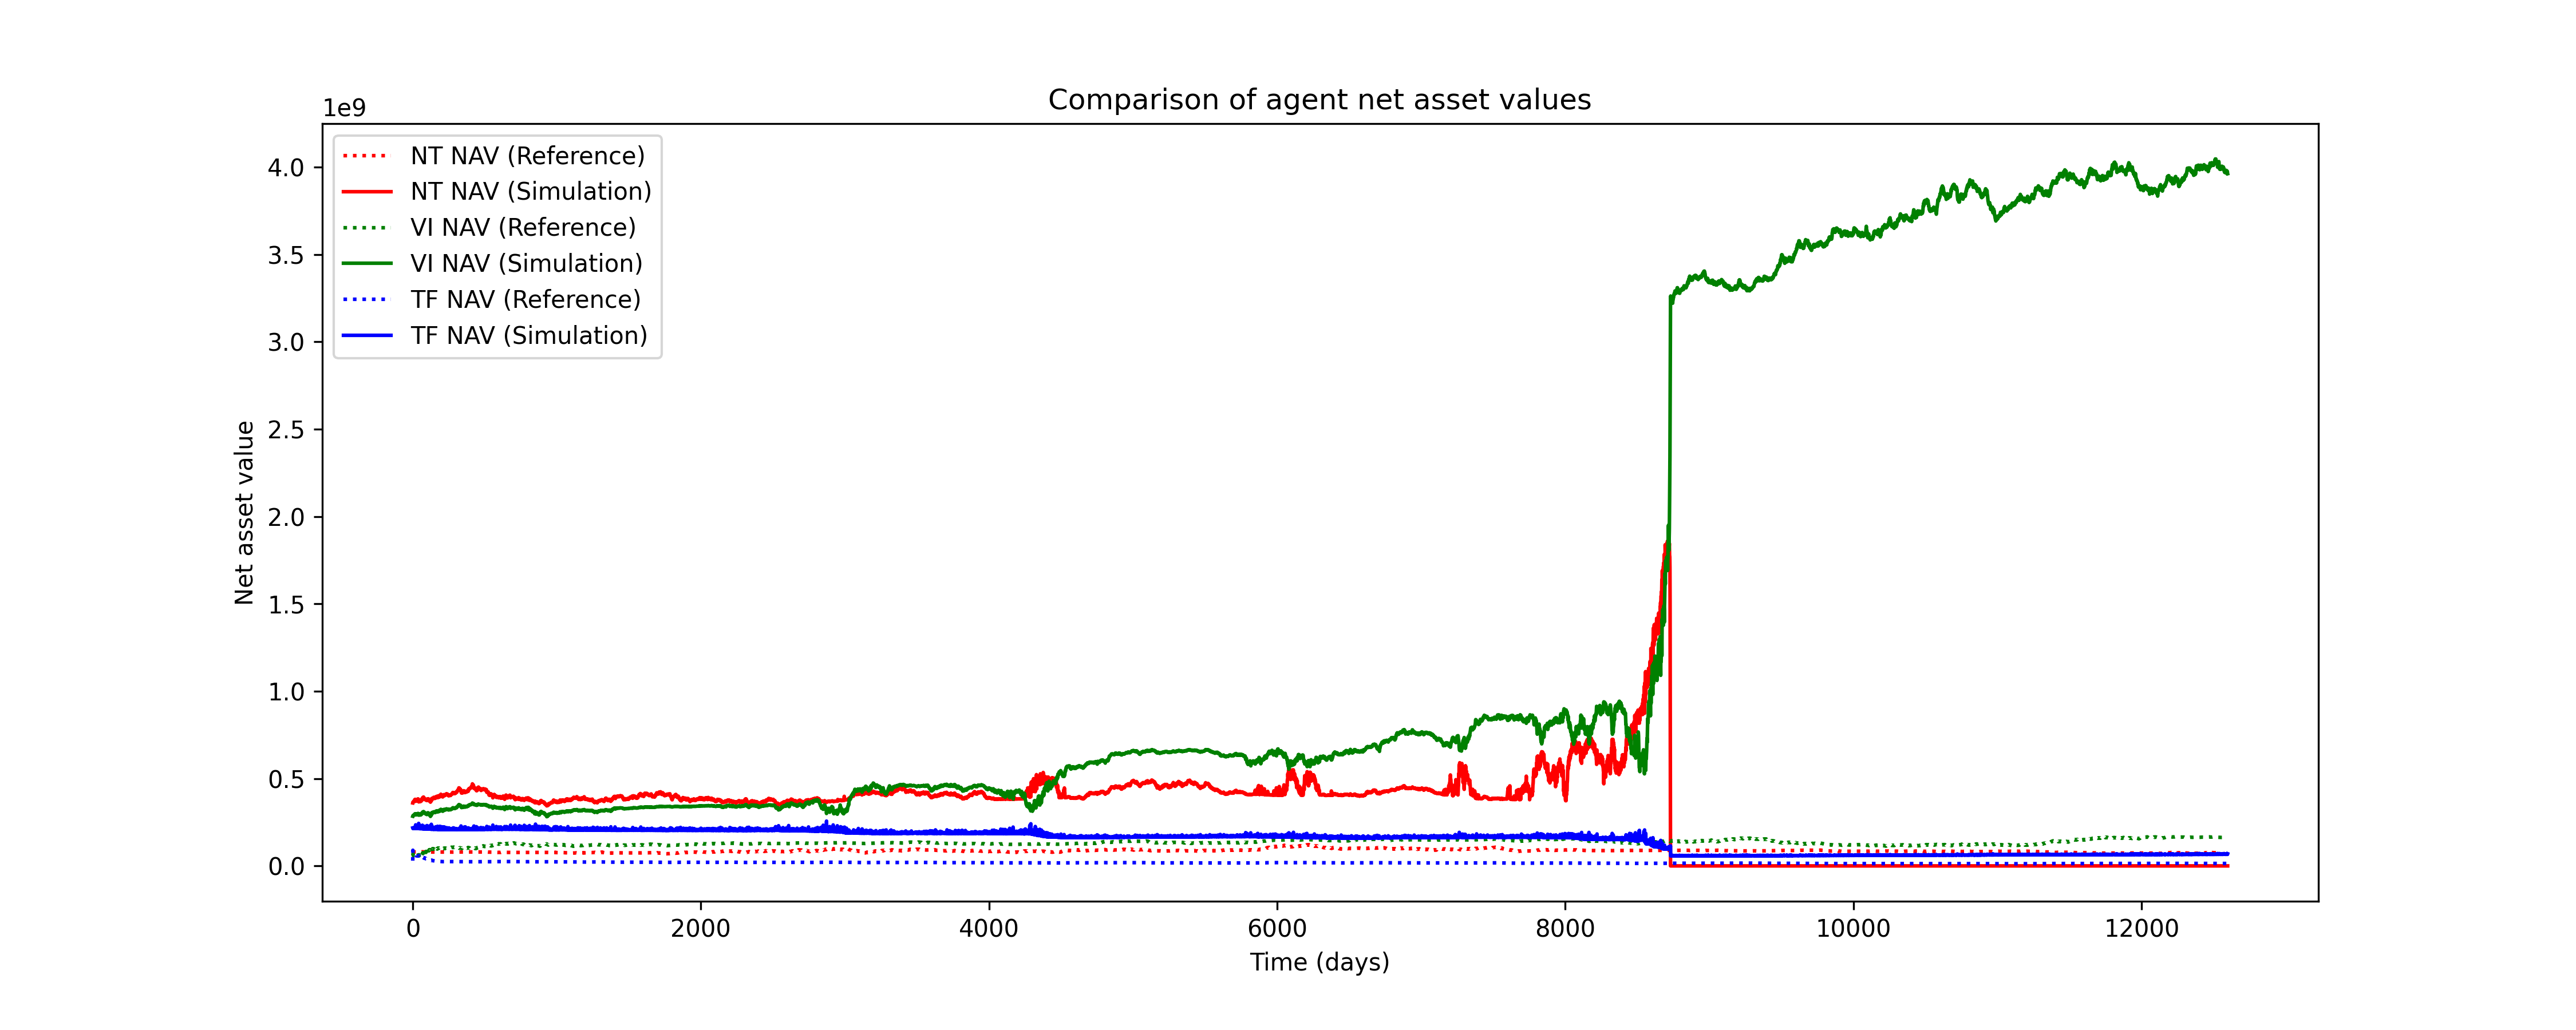 Comparison of agent net asset values
1e9
NT NAV (Reference)
NT NAV (Simulation)
VI NAV (Reference)
VI NAV (Simulation)
TF NAV (Reference)
TF NAV (Simulation)
4.0
3.5
3.0
2.5
2.0
1.5
1.0
0.5
0.0
Net asset value
0 2000 4000 6000 8000 10000 12000
Time (days)